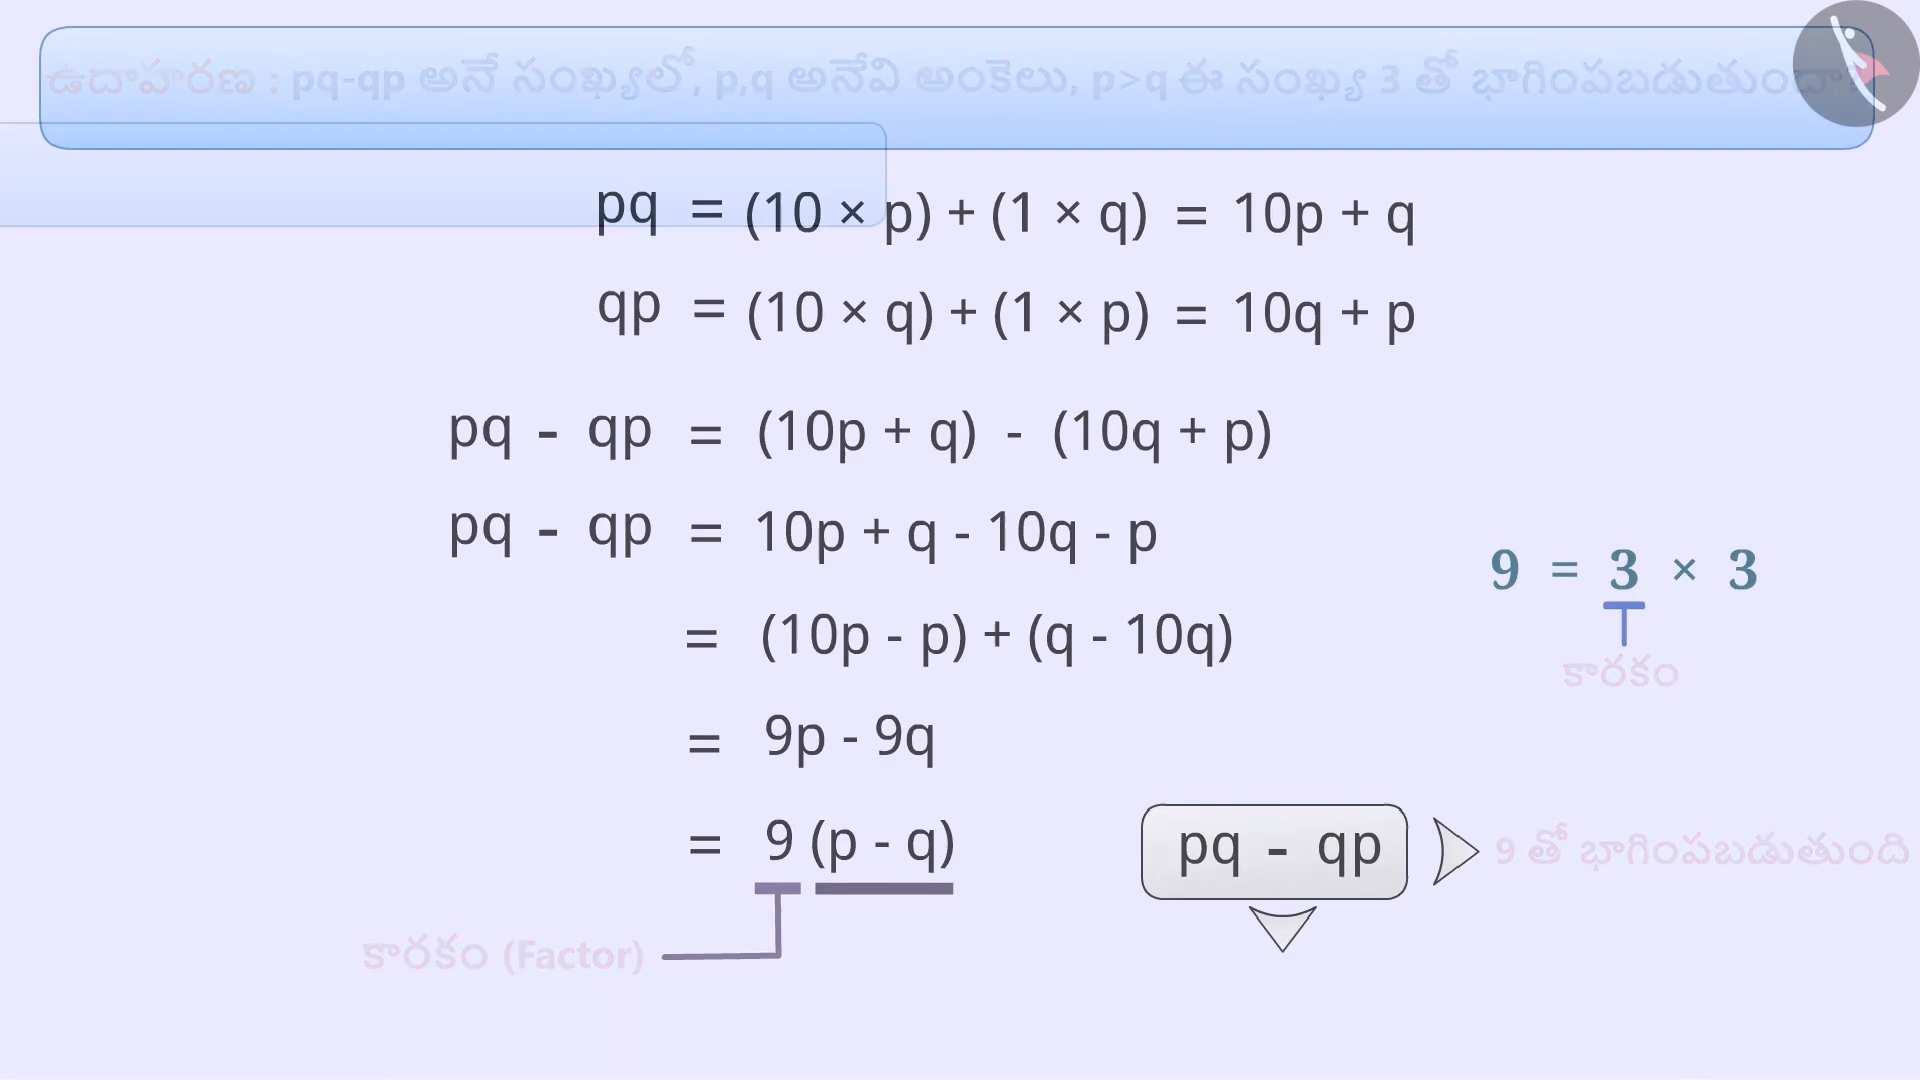 ఉదాహరణ : pq-qp అనే సంఖ్యలో, p,q అనేవి అంకెలు, p>q ఈ సంఖ్య 3 తో భాగింపబడుతుందా?
pq = (10 × p) + (1 × q) = 10p + q
qp = (10 × q) + (1 × p) = 10q + p
pq - qp = (10p + q) - (10q + p)
pq - qp = 10p + q - 10q - p
9 = 3 × 3
= (10p - p) + (q - 10q)
కారకం
= 9p - 9q
= 9 (p - q)
pq - qp
9 తో భాగింపబడుతుంది
కారకం (Factor)